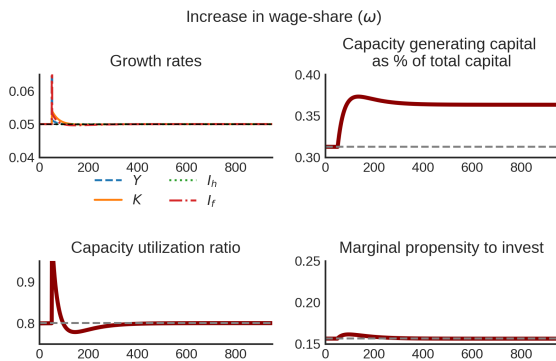 Increase in wage-share (ω)
Growth rates
0.06
0.05
0.04
0 200 400 600 800
Y
I_h
K
I_f
Capacity generating capital
as % of total capital
0.40
0.35
0.30
0 200 400 600 800
Capacity utilization ratio
0.9
0.8
0 200 400 600 800
Marginal propensity to invest
0.25
0.20
0.15
0 200 400 600 800